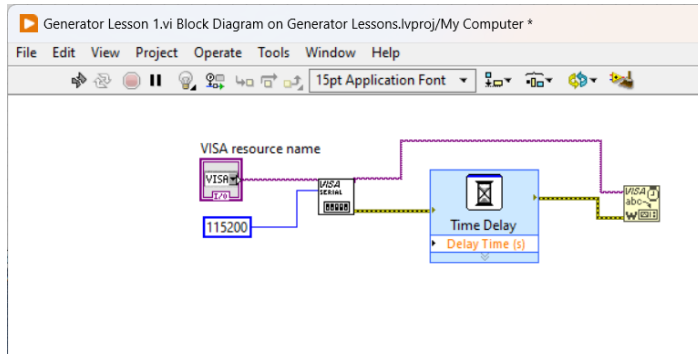 Generator Lesson 1.vi Block Diagram on Generator Lessons.lvproj/My Computer *
File Edit View Project Operate Tools Window Help
15pt Application Font
VISA resource name
VISA
I/O
115200
VISA
SERIAL
Time Delay
Delay Time (s)
VISA
abc
W